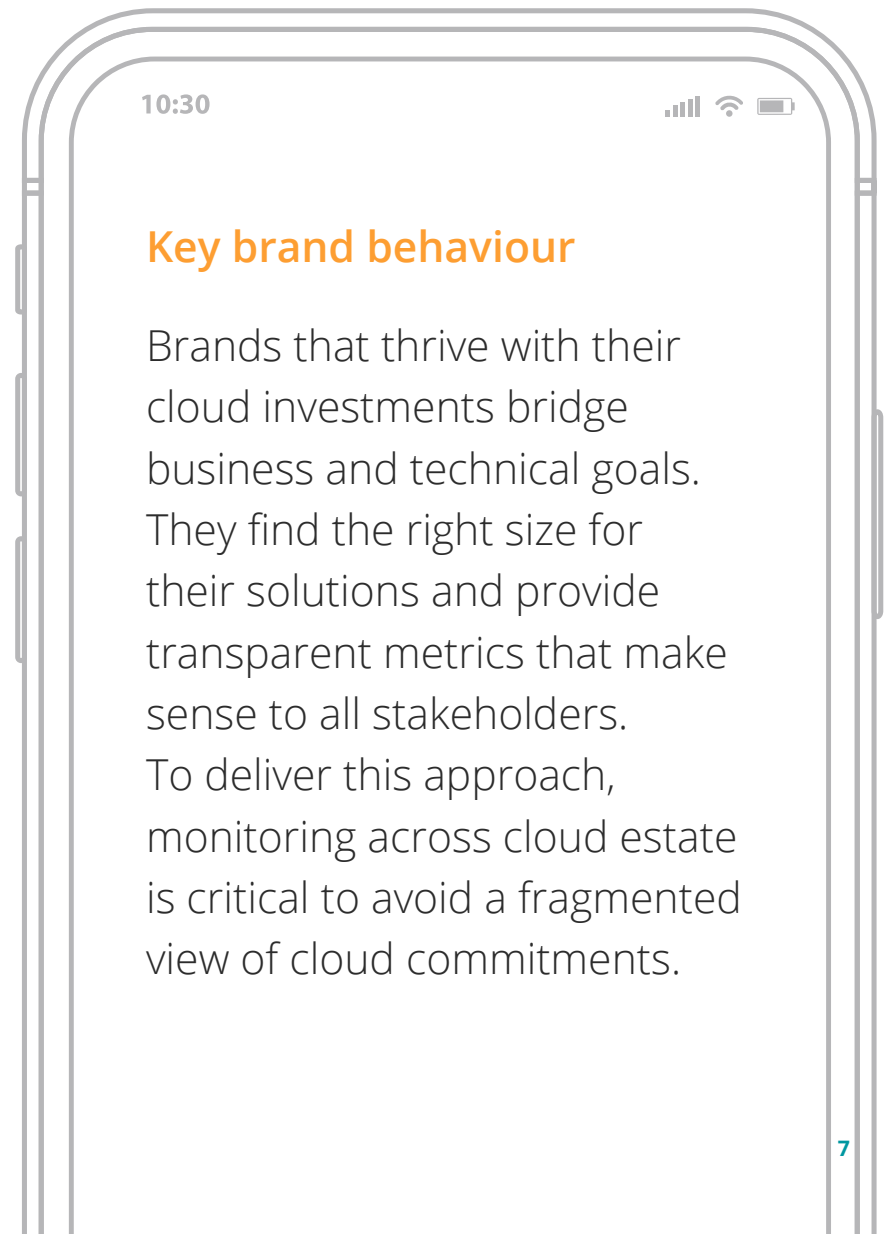 10:30
Key brand behaviour
Brands that thrive with their
cloud investments bridge
business and technical goals.
They find the right size for
their solutions and provide
transparent metrics that make
sense to all stakeholders.
To deliver this approach,
monitoring across cloud estate
is critical to avoid a fragmented
view of cloud commitments.
7